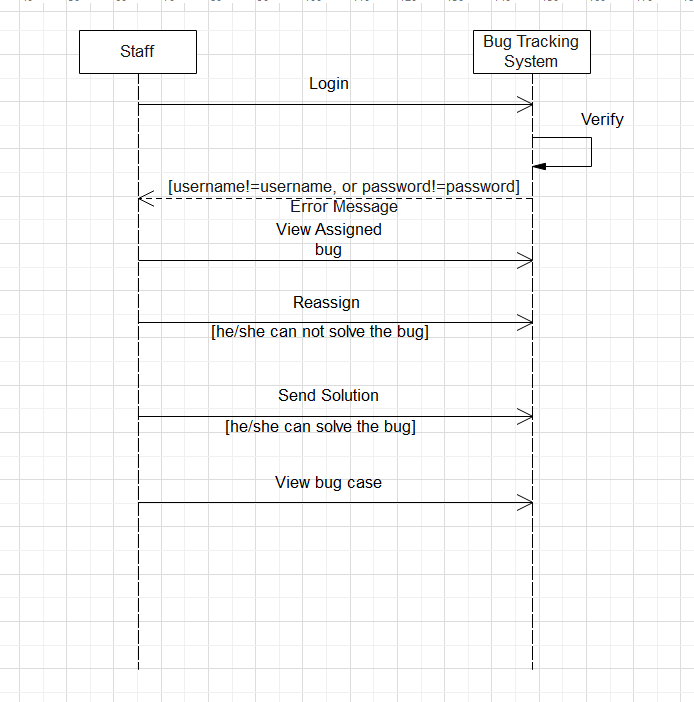 Staff
Bug Tracking
System
Login
Verify
[username!=username, or password!=password]
Error Message
View Assigned
bug
Reassign
[he/she can not solve the bug]
Send Solution
[he/she can solve the bug]
View bug case